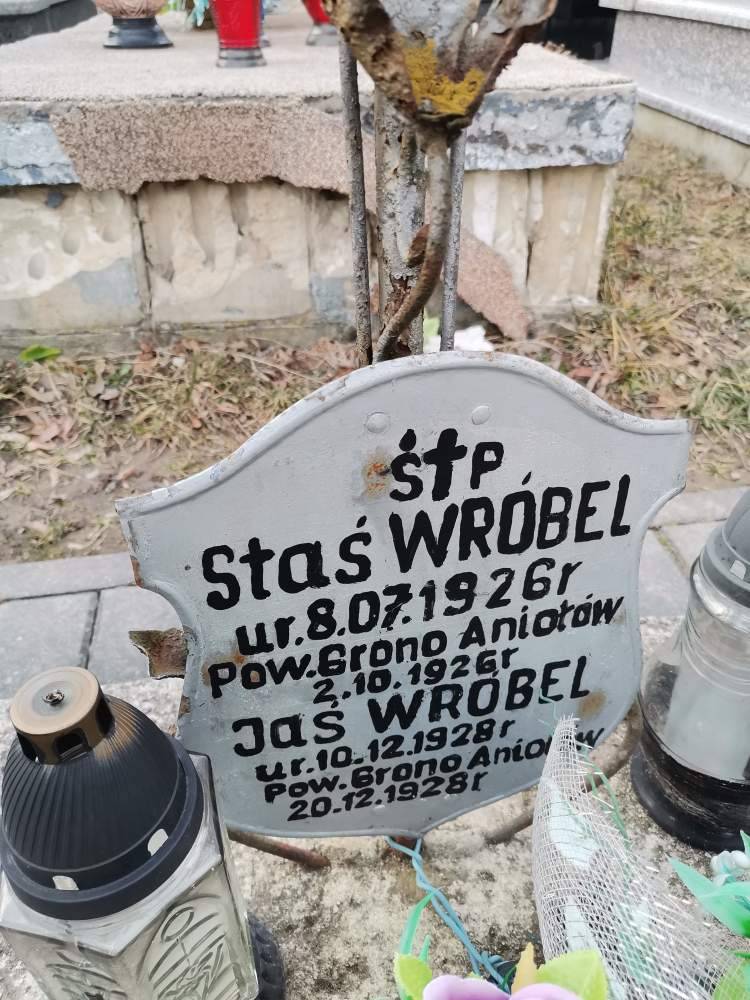 ś†p
Staś WRÓBEL
ur.8.07.1926r
Pow.Grono Aniołów
2.10.1926r
Jaś WRÓBEL
ur.10.12.1928r
Pow.Grono Aniołów
20.12.1928r